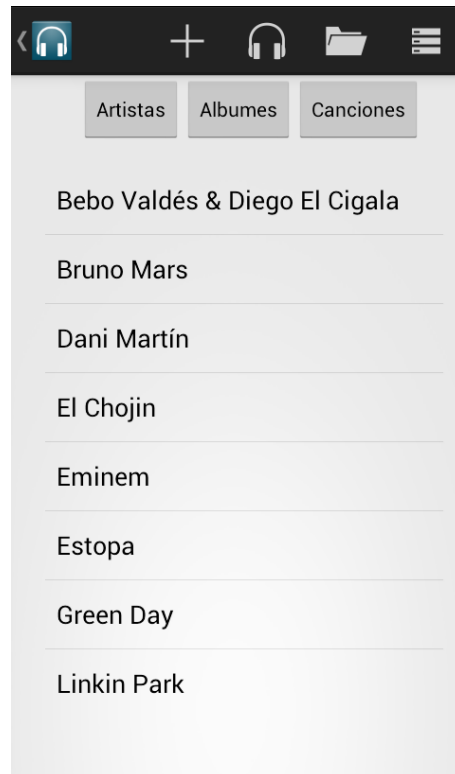 Artistas Albumes Canciones
Bebo Valdés & Diego El Cigala
Bruno Mars
Dani Martín
El Chojin
Eminem
Estopa
Green Day
Linkin Park